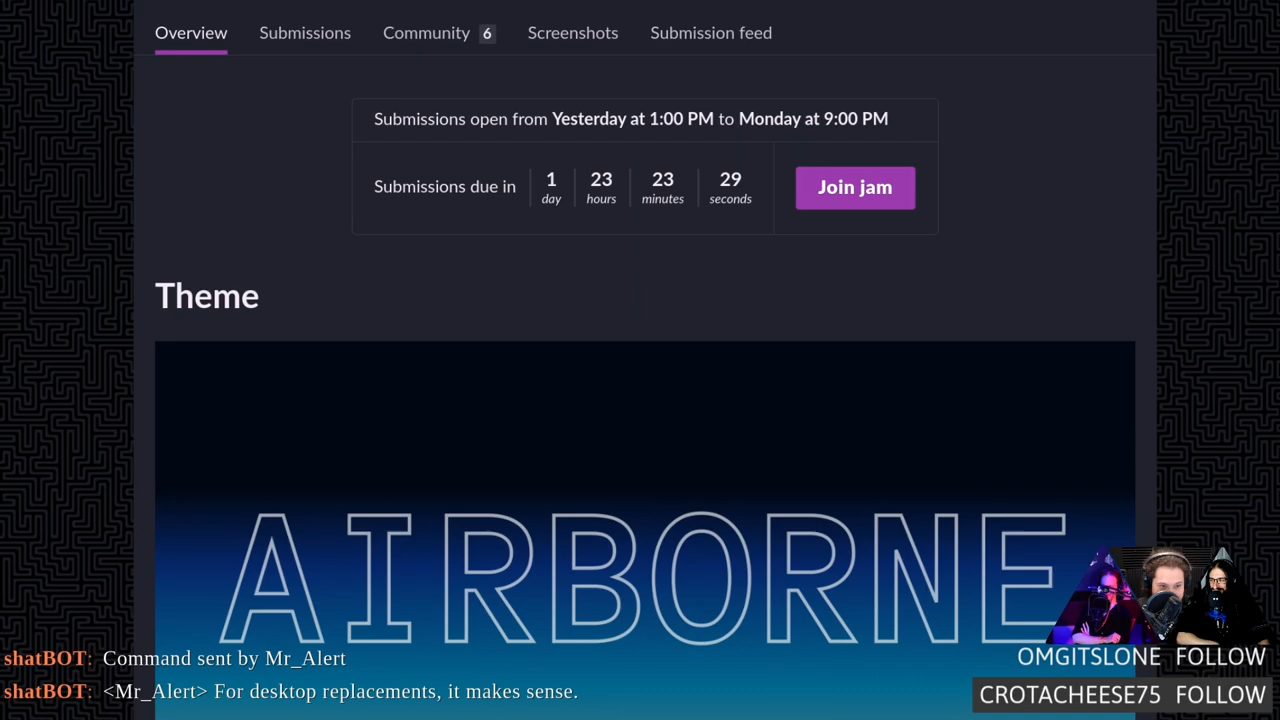 Overview Submissions Community 6 Screenshots Submission feed
Submissions open from Yesterday at 1:00 PM to Monday at 9:00 PM
Submissions due in 1 day 23 hours 23 minutes 29 seconds Join jam
Theme
AIRBORNE
shatBOT: Command sent by Mr_Alert
shatBOT: <Mr_Alert> For desktop replacements, it makes sense.
OMGITSLONE FOLLOW
CROTACHEESE75 FOLLOW